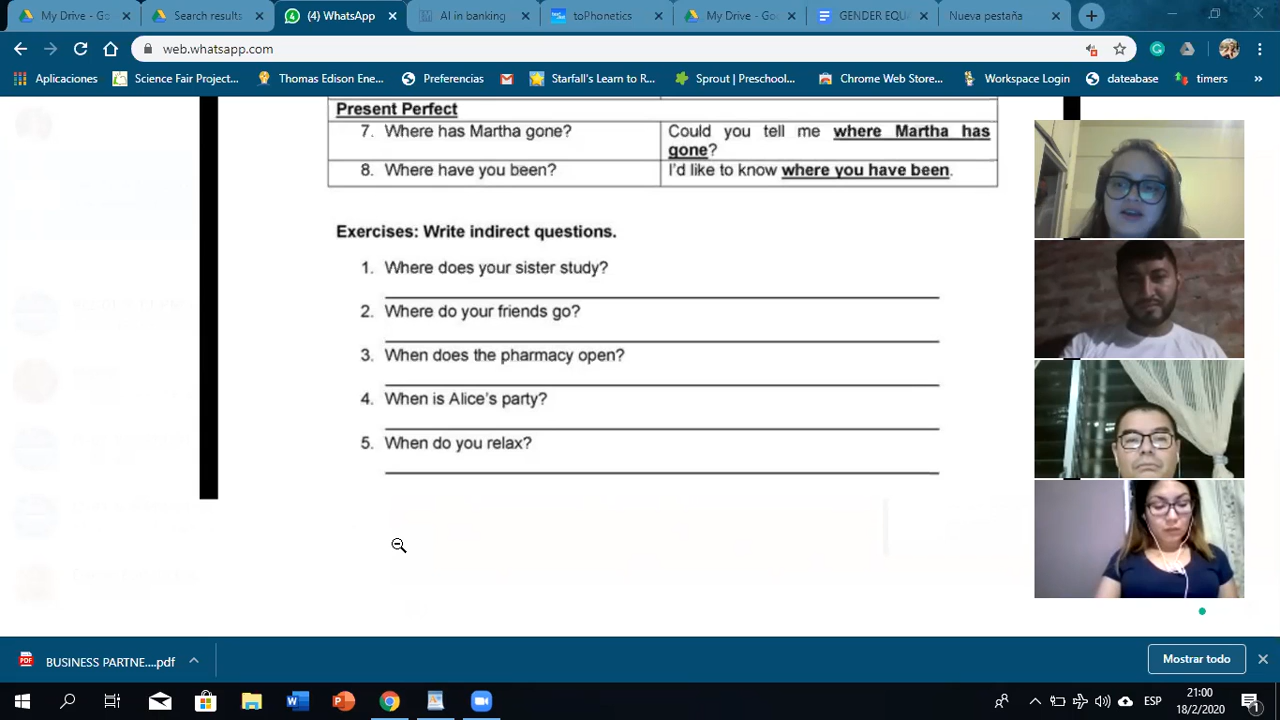 My Drive - Go
Search results
(4) WhatsApp
AI in banking
toPhonetics
My Drive - Goo
GENDER EQUA
Nueva pestaña
web.whatsapp.com
Aplicaciones
Science Fair Project...
Thomas Edison Ene...
Preferencias
Starfall's Learn to R...
Sprout | Preschool...
Chrome Web Store...
Workspace Login
dateabase
timers
»
Present Perfect
7. Where has Martha gone?
Could you tell me where Martha has
gone?
8. Where have you been?
I'd like to know where you have been.
Exercises: Write indirect questions.
1. Where does your sister study?
2. Where do your friends go?
3. When does the pharmacy open?
4. When is Alice's party?
5. When do you relax?
BUSINESS PARTNE....pdf
Mostrar todo
ESP
21:00
18/2/2020